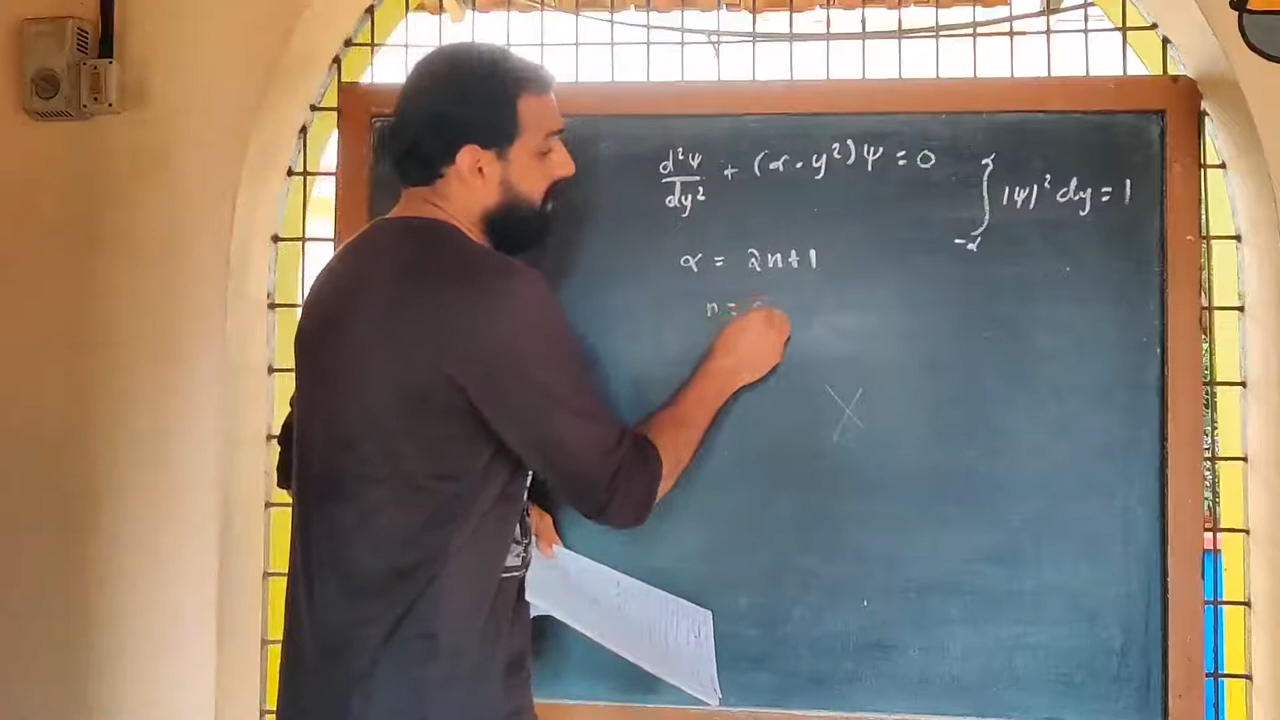 d²ψ/dy² + (α - y²)ψ = 0
∫_{-α}^{α} |ψ|² dy = 1
α = 2n+1
n =
X